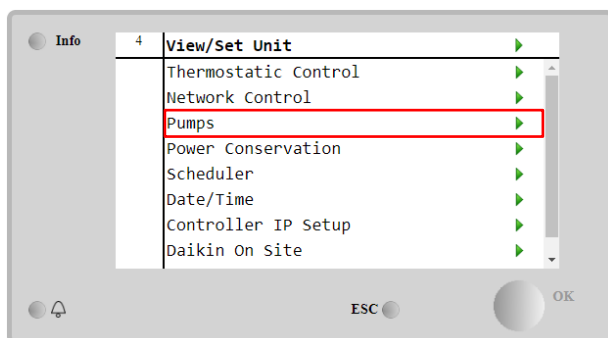 Info
4 View/Set Unit
Thermostatic Control
Network Control
Pumps
Power Conservation
Scheduler
Date/Time
Controller IP Setup
Daikin On Site
ESC
OK